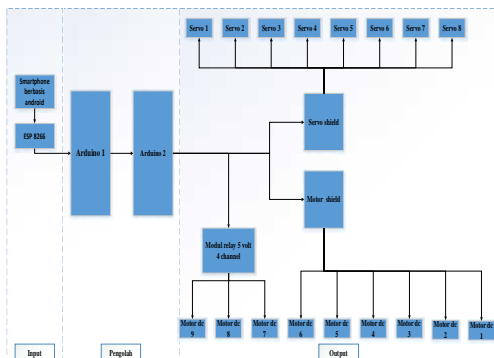 Servo 1
Servo 2
Servo 3
Servo 4
Servo 5
Servo 6
Servo 7
Servo 8
Smartphone
berbasis
android
ESP 8266
Arduino 1
Arduino 2
Servo shield
Motor shield
Modul relay 5 volt
4 channel
Motor dc
9
Motor dc
8
Motor dc
7
Motor dc
6
Motor dc
5
Motor dc
4
Motor dc
3
Motor dc
2
Motor dc
1
Input
Pengolah
Output